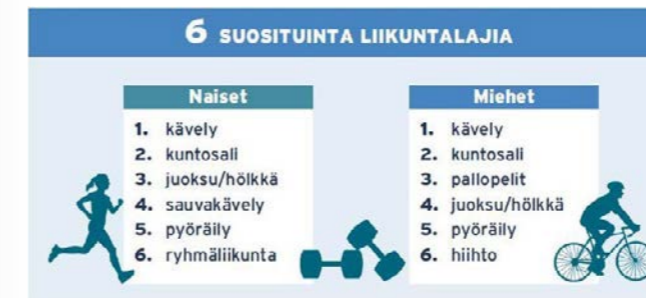 6 SUOSITUINTA LIIKUNTALAJIA
Naiset
1. kävely
2. kuntosali
3. juoksu/hölkkä
4. sauvakävely
5. pyöräily
6. ryhmäliikunta
Miehet
1. kävely
2. kuntosali
3. pallopelit
4. juoksu/hölkkä
5. pyöräily
6. hiihto